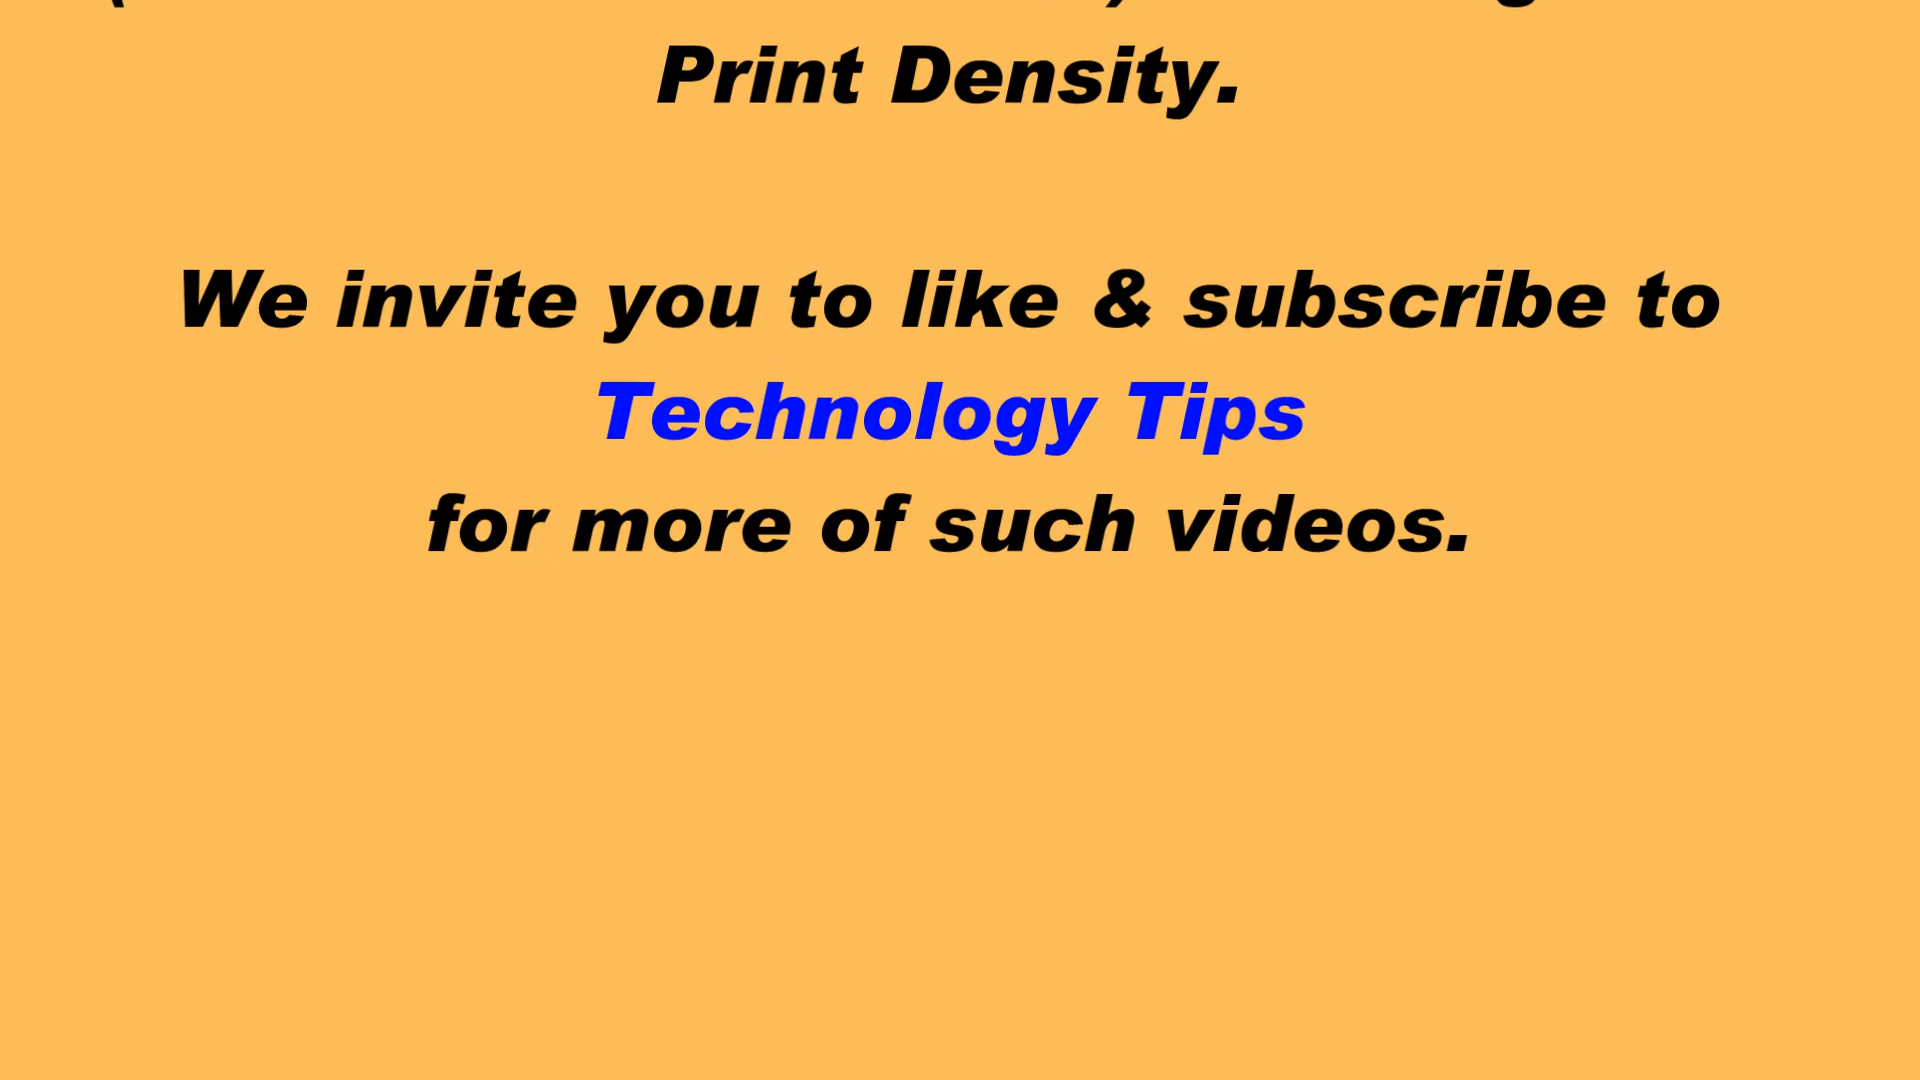 Print Density.
We invite you to like & subscribe to
Technology Tips
for more of such videos.